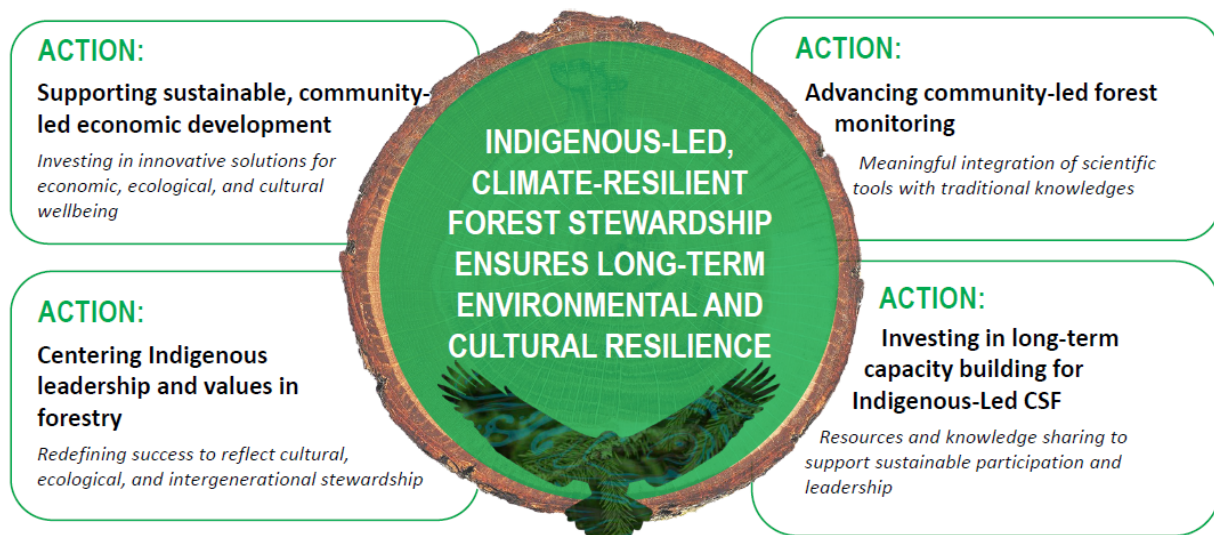 ACTION:
Supporting sustainable, community-
led economic development
Investing in innovative solutions for
economic, ecological, and cultural
wellbeing
ACTION:
Centering Indigenous
leadership and values in
forestry
Redefining success to reflect cultural,
ecological, and intergenerational stewardship
INDIGENOUS-LED,
CLIMATE-RESILIENT
FOREST STEWARDSHIP
ENSURES LONG-TERM
ENVIRONMENTAL AND
CULTURAL RESILIENCE
ACTION:
Advancing community-led forest
monitoring
Meaningful integration of scientific
tools with traditional knowledges
ACTION:
Investing in long-term
capacity building for
Indigenous-Led CSF
Resources and knowledge sharing to
support sustainable participation and
leadership